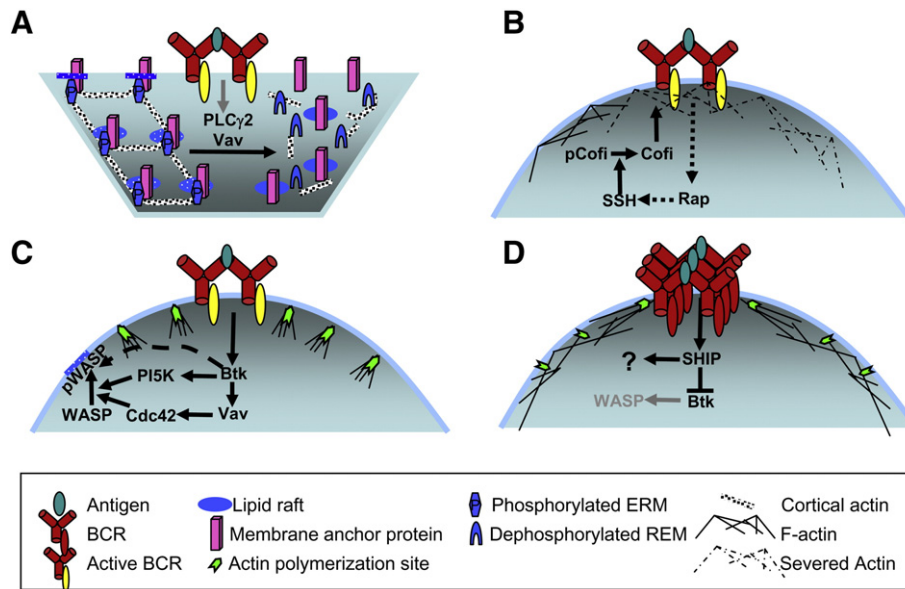 A
PLCγ2
Vav
B
pCofi
Cofi
SSH
Rap
C
pWASP
PI5K
Btk
WASP
Cdc42
Vav
D
?
SHIP
WASP
Btk
Antigen
BCR
Active BCR
Lipid raft
Membrane anchor protein
Actin polymerization site
Phosphorylated ERM
Dephosphorylated REM
Cortical actin
F-actin
Severed Actin